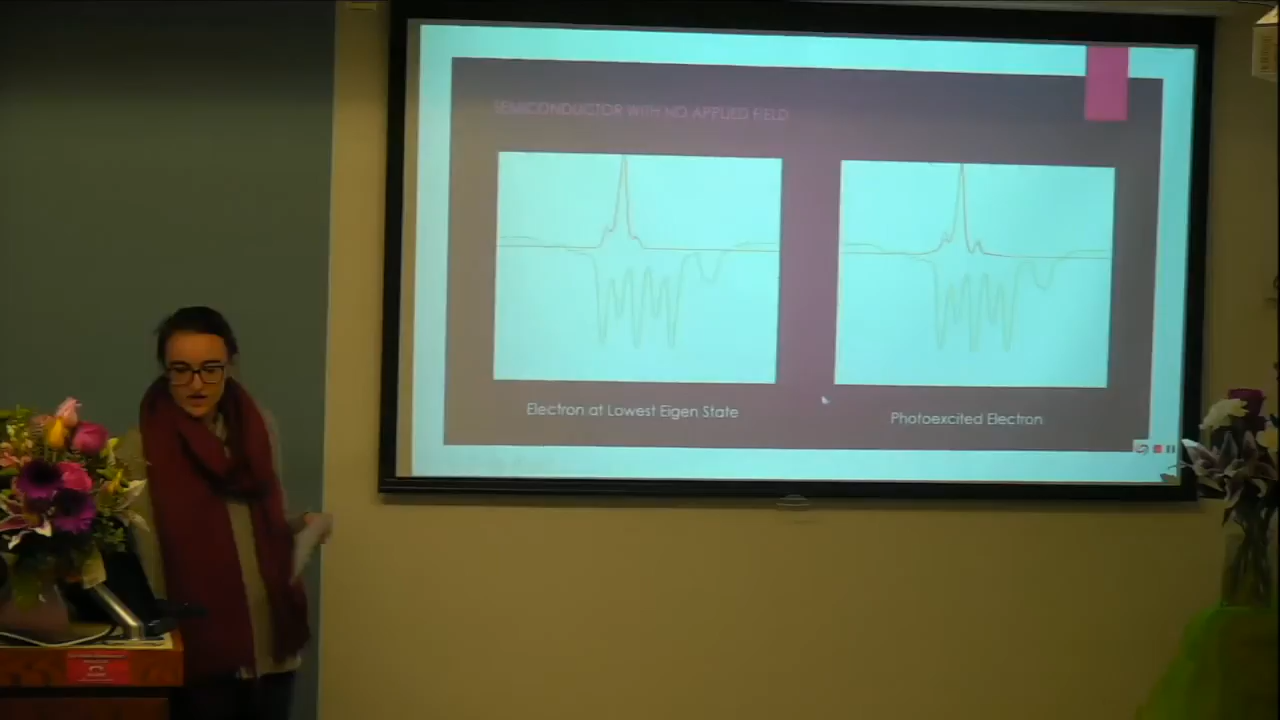 SEMICONDUCTOR WITH NO APPLIED FIELD
Electron at Lowest Eigen State
Photoexcited Electron